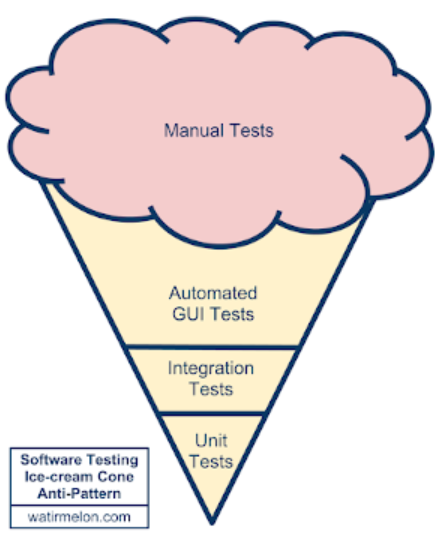 Manual Tests
Automated
GUI Tests
Integration
Tests
Unit
Tests
Software Testing
Ice-cream Cone
Anti-Pattern
watirmelon.com